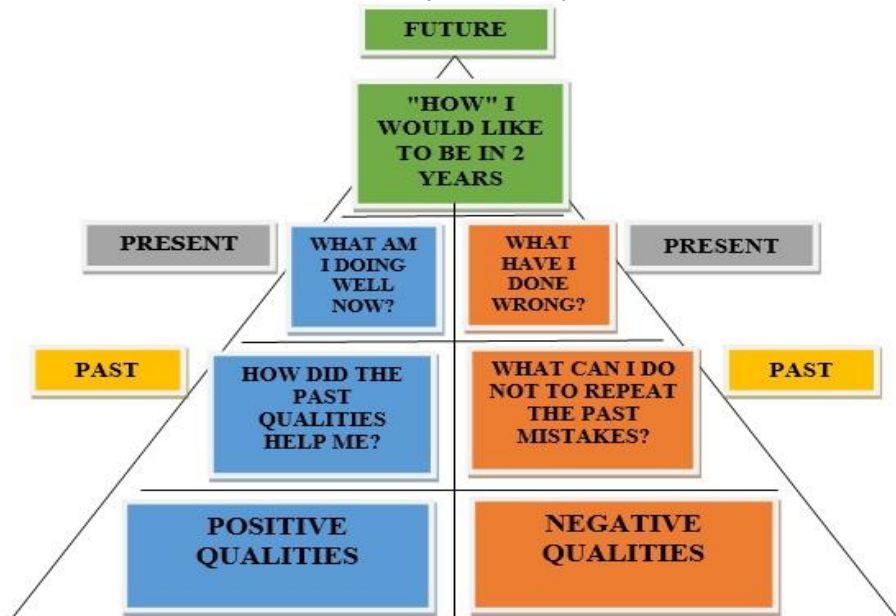 FUTURE
"HOW" I
WOULD LIKE
TO BE IN 2
YEARS
PRESENT
WHAT AM
I DOING
WELL
NOW?
WHAT
HAVE I
DONE
WRONG?
PRESENT
PAST
HOW DID THE
PAST
QUALITIES
HELP ME?
WHAT CAN I DO
NOT TO REPEAT
THE PAST
MISTAKES?
PAST
POSITIVE
QUALITIES
NEGATIVE
QUALITIES